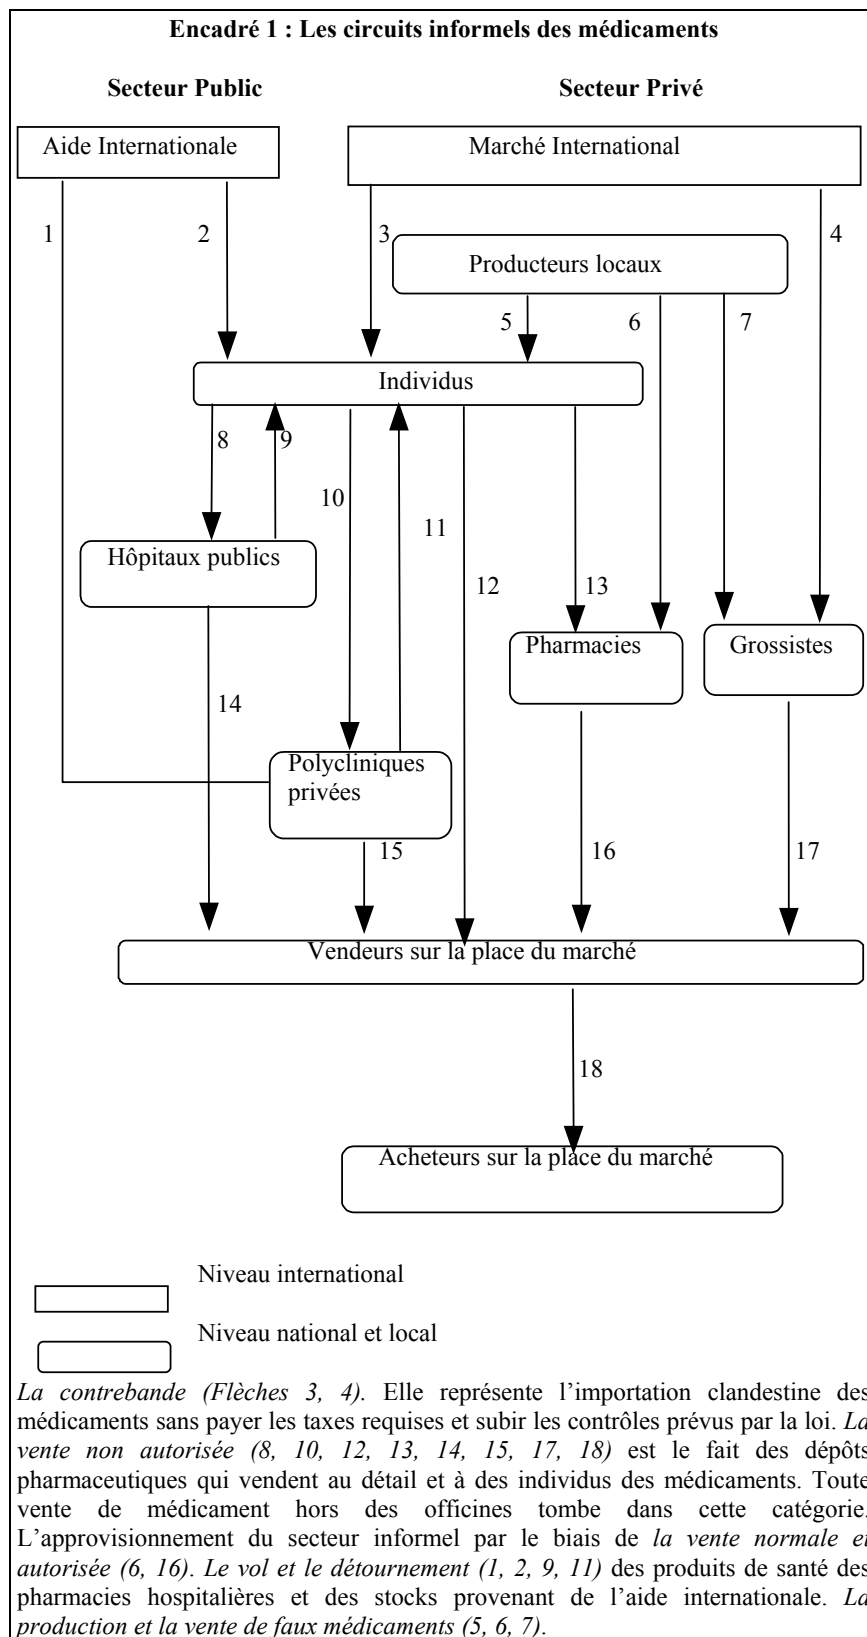 Encadré 1 : Les circuits informels des médicaments
Secteur Public Secteur Privé
Aide Internationale Marché International
1 2 3 4
Producteurs locaux
5 6 7
Individus
8 9
10 11
Hôpitaux publics
12 13
Pharmacies Grossistes
14
Polycliniques
privées
15 16 17
Vendeurs sur la place du marché
18
Acheteurs sur la place du marché
Niveau international
Niveau national et local
La contrebande (Flèches 3, 4). Elle représente l’importation clandestine des
médicaments sans payer les taxes requises et subir les contrôles prévus par la loi. La
vente non autorisée (8, 10, 12, 13, 14, 15, 17, 18) est le fait des dépôts
pharmaceutiques qui vendent au détail et à des individus des médicaments. Toute
vente de médicament hors des officines tombe dans cette catégorie.
L’approvisionnement du secteur informel par le biais de la vente normale et
autorisée (6, 16). Le vol et le détournement (1, 2, 9, 11) des produits de santé des
pharmacies hospitalières et des stocks provenant de l’aide internationale. La
production et la vente de faux médicaments (5, 6, 7).